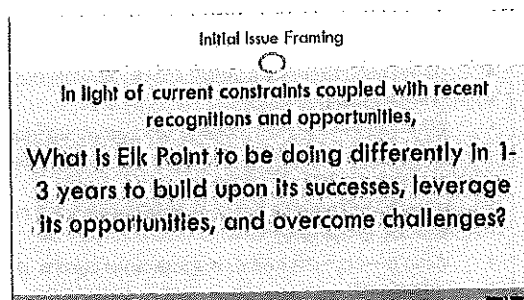 Initial Issue Framing
In light of current constraints coupled with recent
recognitions and opportunities,
What is Elk Point to be doing differently in 1-
3 years to build upon its successes, leverage
its opportunities, and overcome challenges?